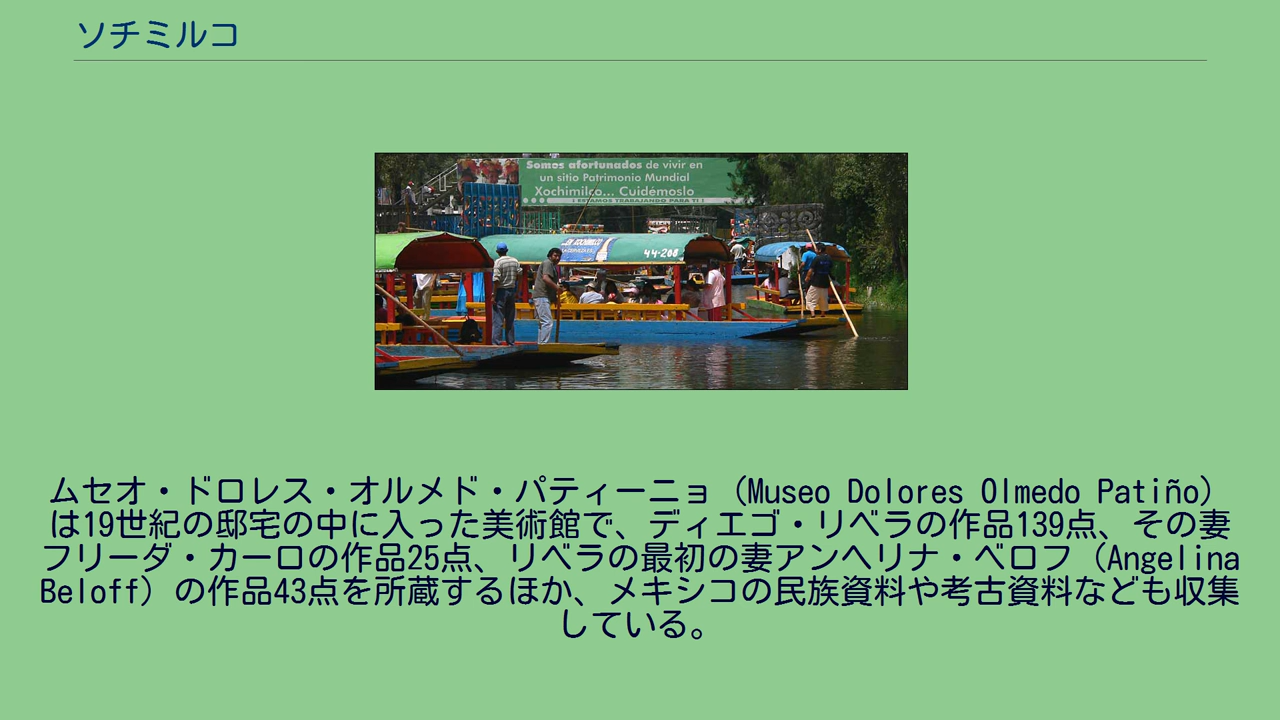 ソチミルコ
Somos afortunados de vivir en
un sitio Patrimonio Mundial
Xochimilco... Cuidémoslo
¡ ESTAMOS TRABAJANDO PARA TI !
44-208
ムセオ・ドロレス・オルメド・パティーニョ（Museo Dolores Olmedo Patiño）
は19世紀の邸宅の中に入った美術館で、ディエゴ・リベラの作品139点、その妻
フリーダ・カーロの作品25点、リベラの最初の妻アンヘリナ・ベロフ（Angelina
Beloff）の作品43点を所蔵するほか、メキシコの民族資料や考古資料なども収集
している。